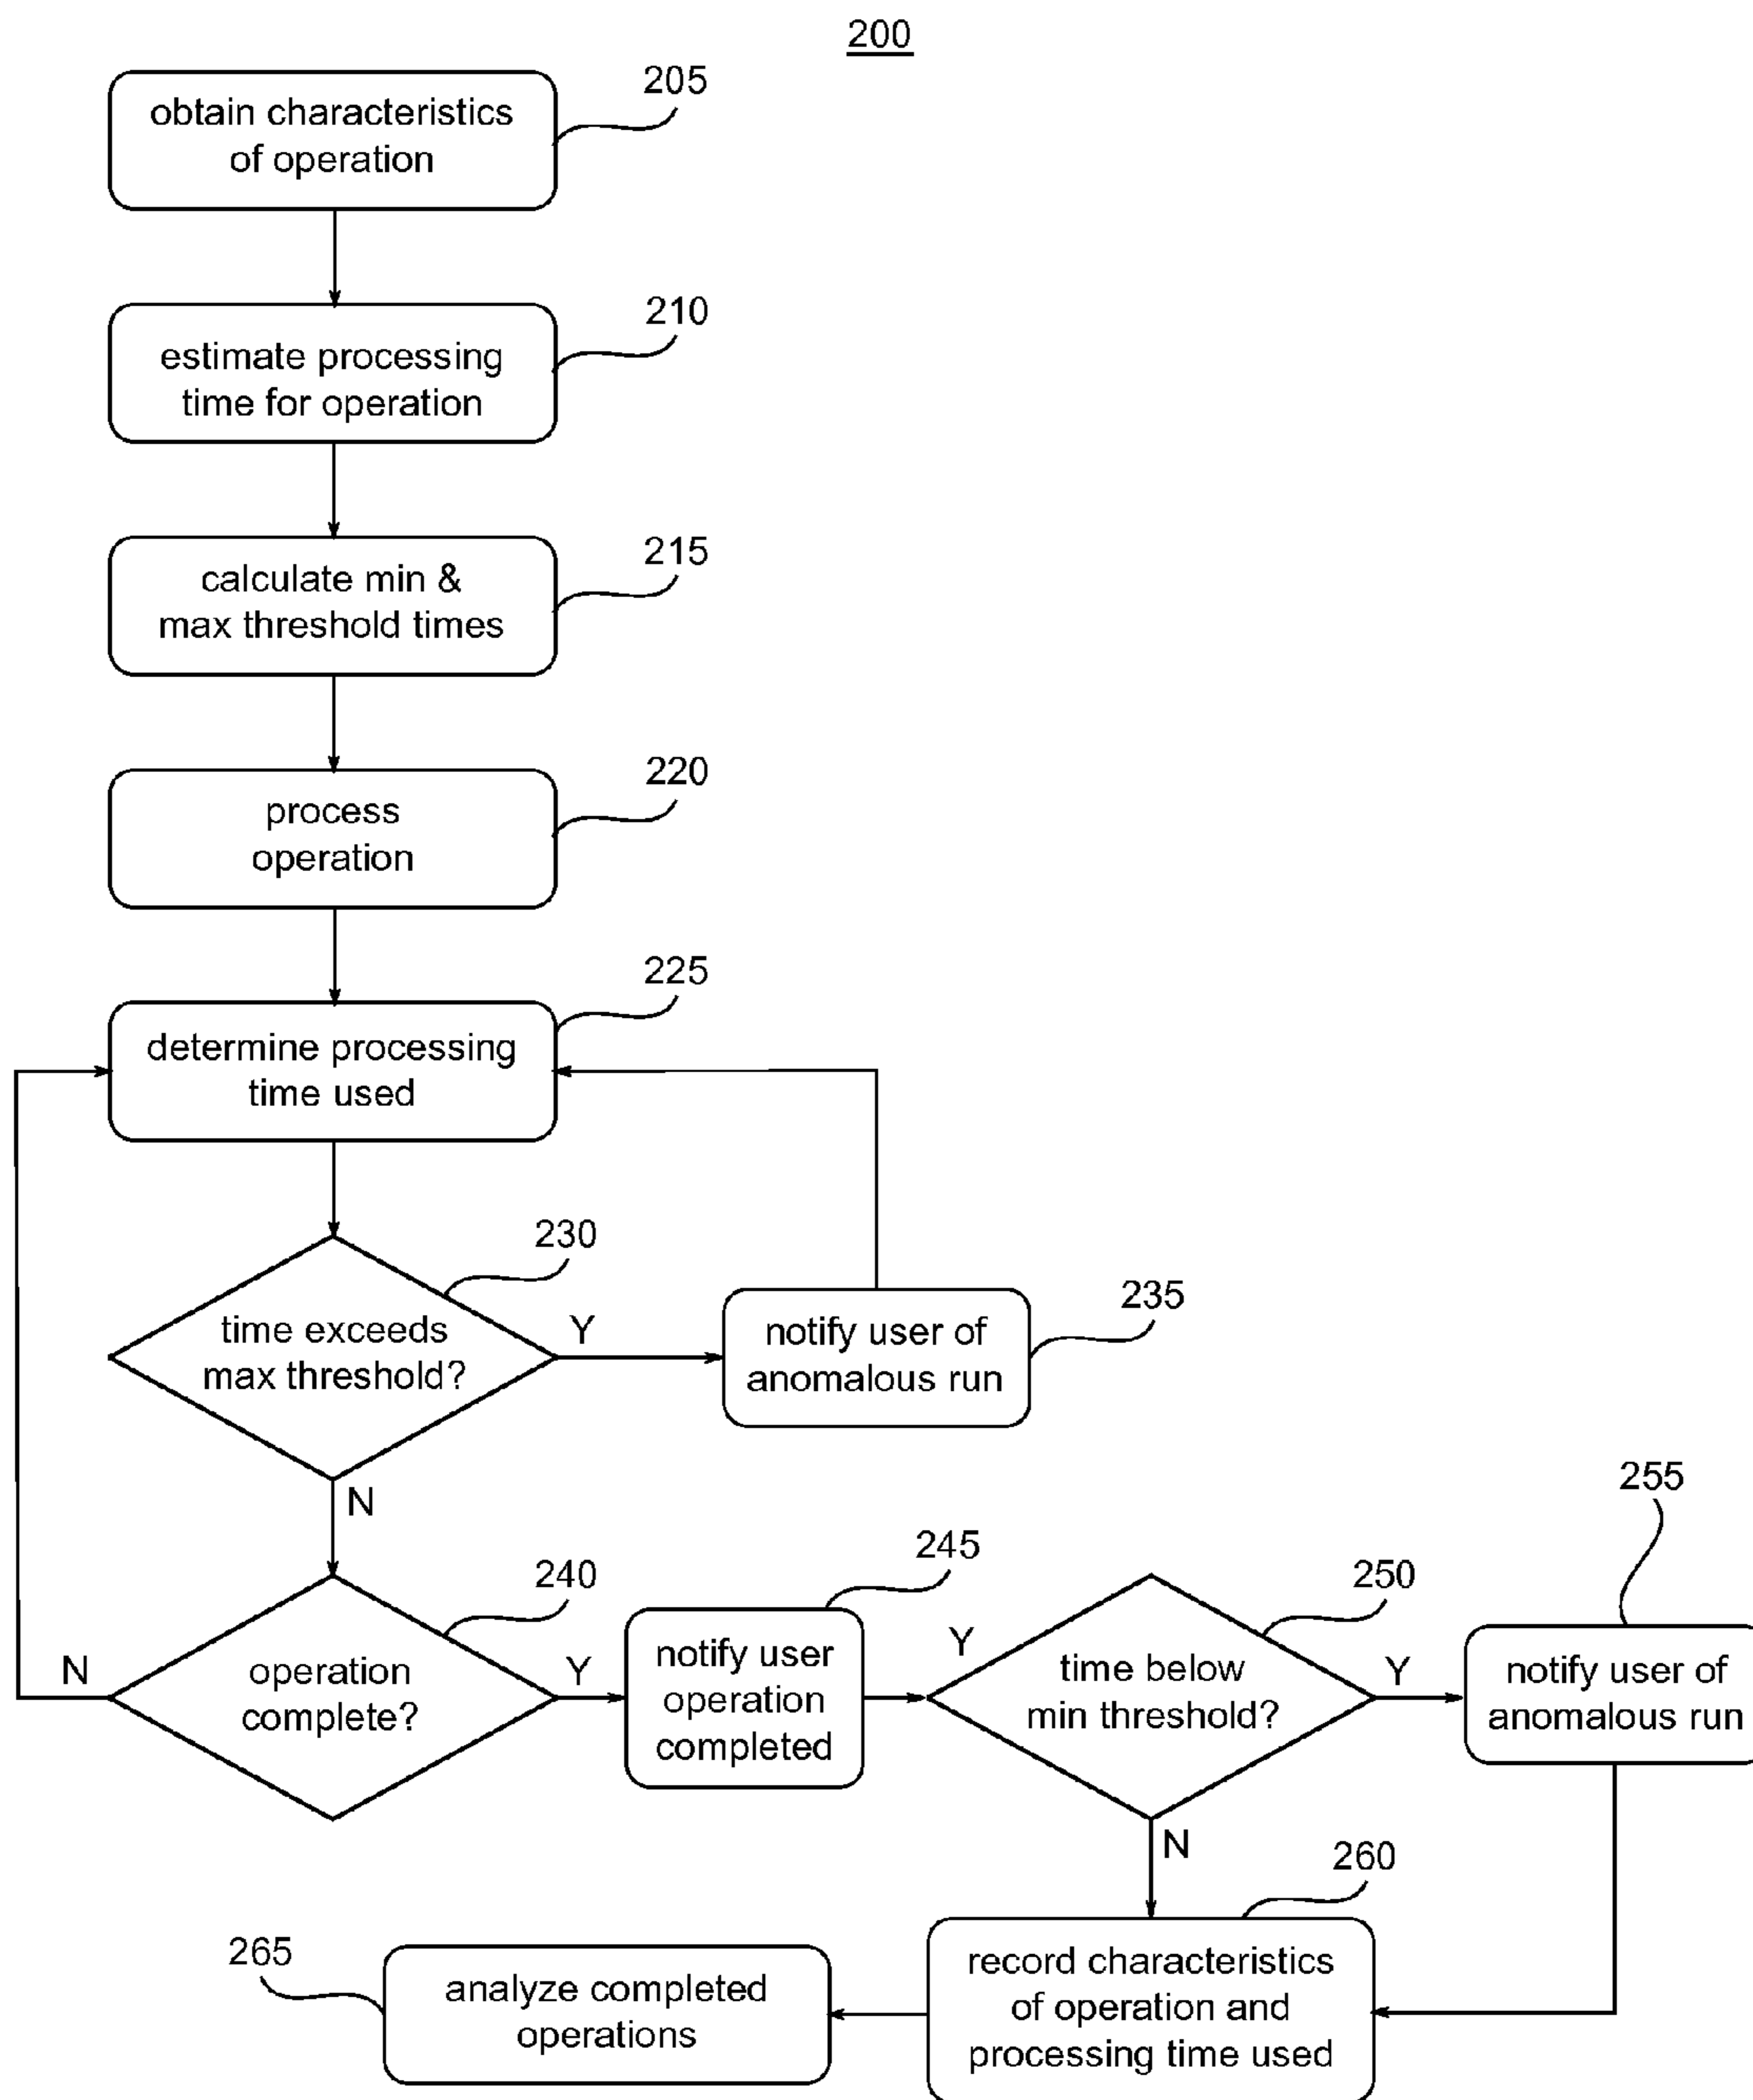 200
obtain characteristics
of operation
205
estimate processing
time for operation
210
calculate min &
max threshold times
215
process
operation
220
determine processing
time used
225
time exceeds
max threshold?
230
Y
N
notify user of
anomalous run
235
operation
complete?
240
N
Y
notify user
operation
completed
245
Y
time below
min threshold?
250
Y
N
notify user of
anomalous run
255
record characteristics
of operation and
processing time used
260
analyze completed
operations
265